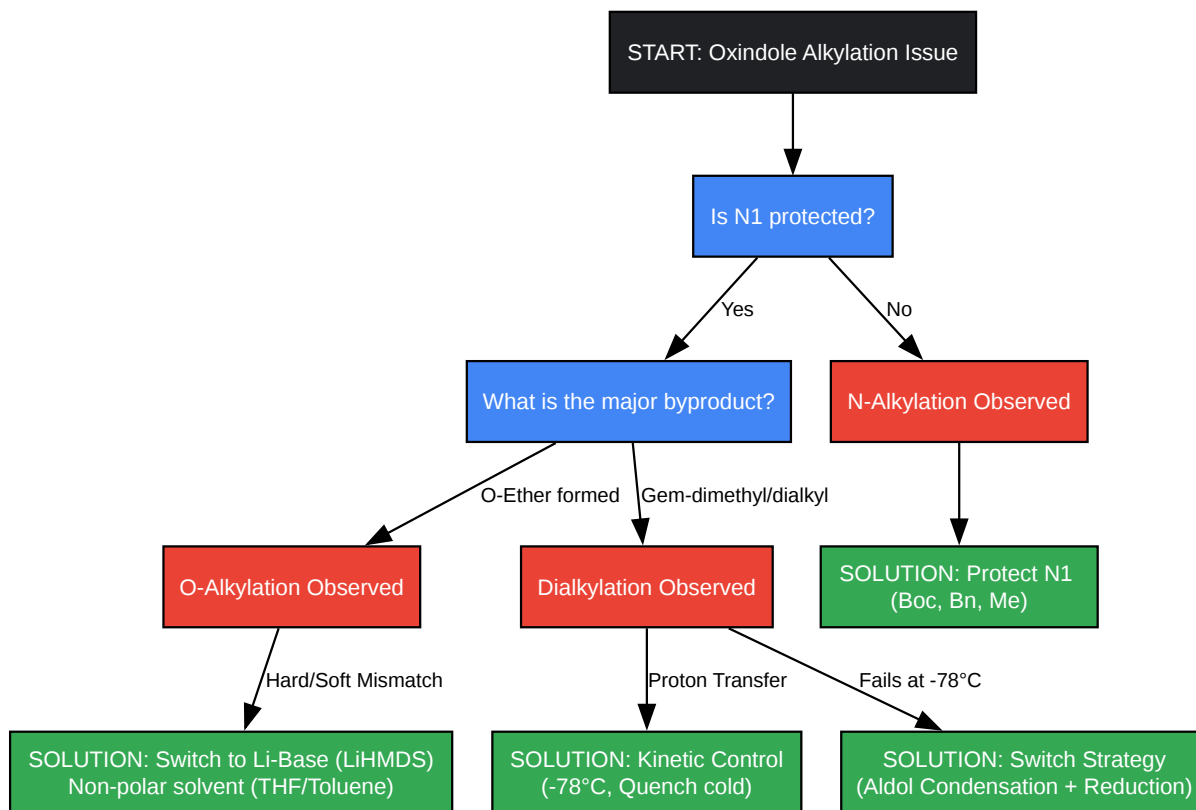 START: Oxindole Alkylation Issue
Is N1 protected?
Yes
No
What is the major byproduct?
N-Alkylation Observed
O-Ether formed
Gem-dimethyl/dialkyl
O-Alkylation Observed
Dialkylation Observed
SOLUTION: Protect N1
(Boc, Bn, Me)
Hard/Soft Mismatch
Proton Transfer
Fails at -78°C
SOLUTION: Switch to Li-Base (LiHMDS)
Non-polar solvent (THF/Toluene)
SOLUTION: Kinetic Control
(-78°C, Quench cold)
SOLUTION: Switch Strategy
(Aldol Condensation + Reduction)